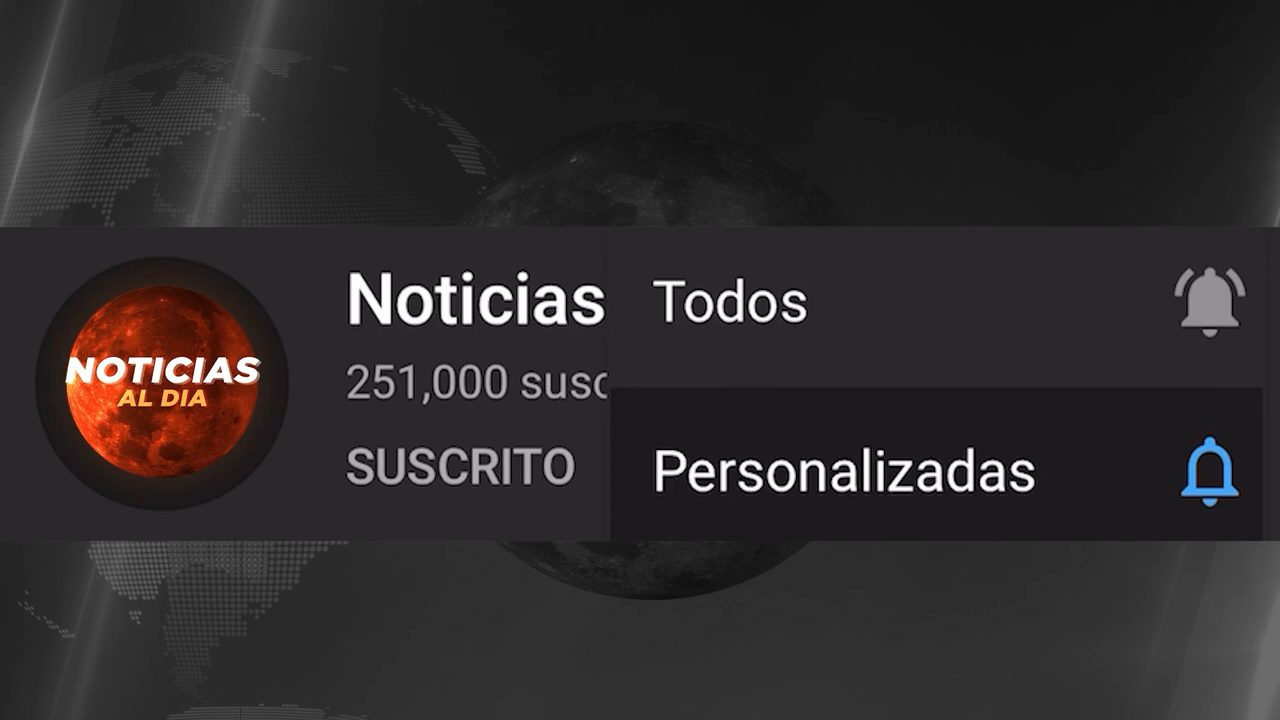 NOTICIAS
AL DIA
Noticias
251,000 susc
SUSCRITO
Todos
Personalizadas